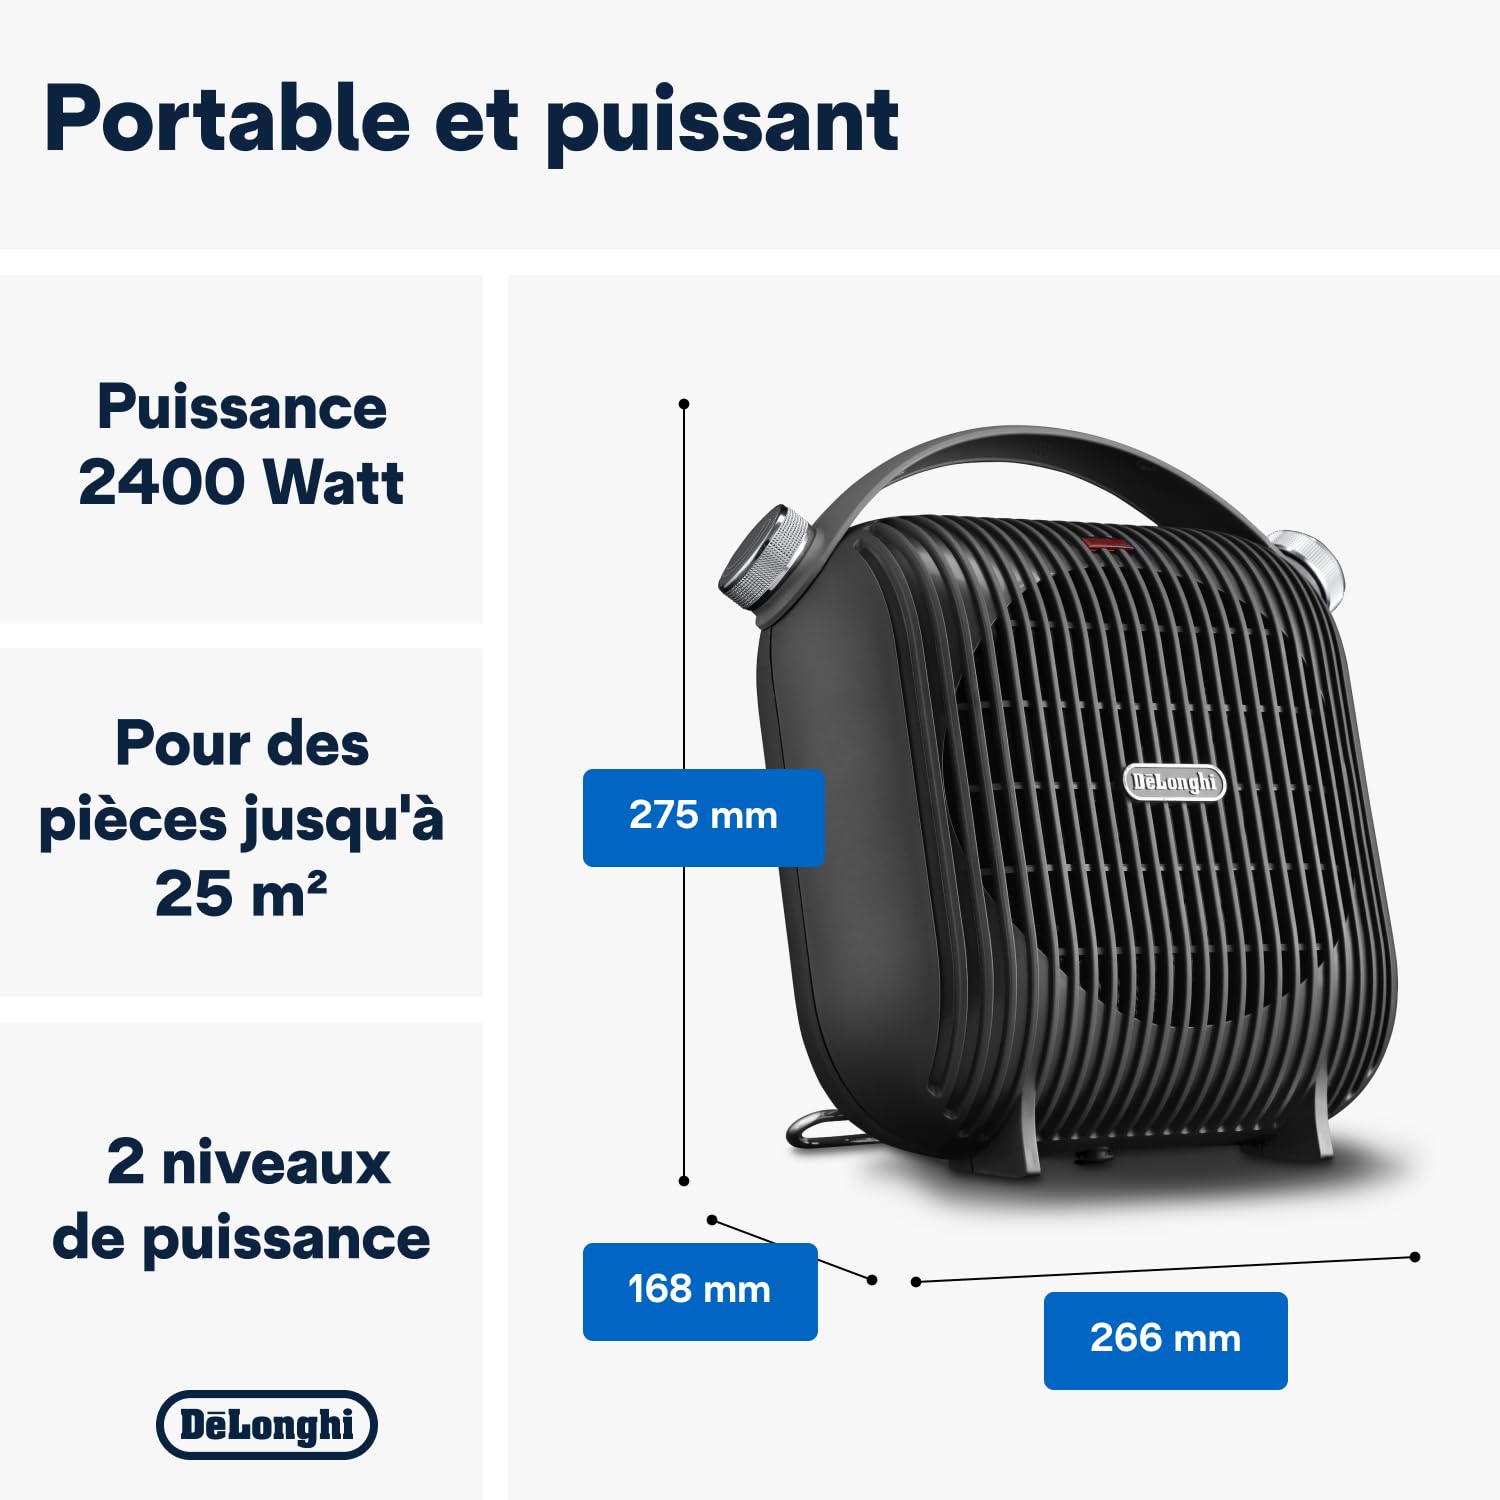 Portable et puissant
Puissance
2400 Watt
Pour des
pièces jusqu'à
25 m²
2 niveaux
de puissance
DēLonghi
275 mm
DēLonghi
168 mm
266 mm